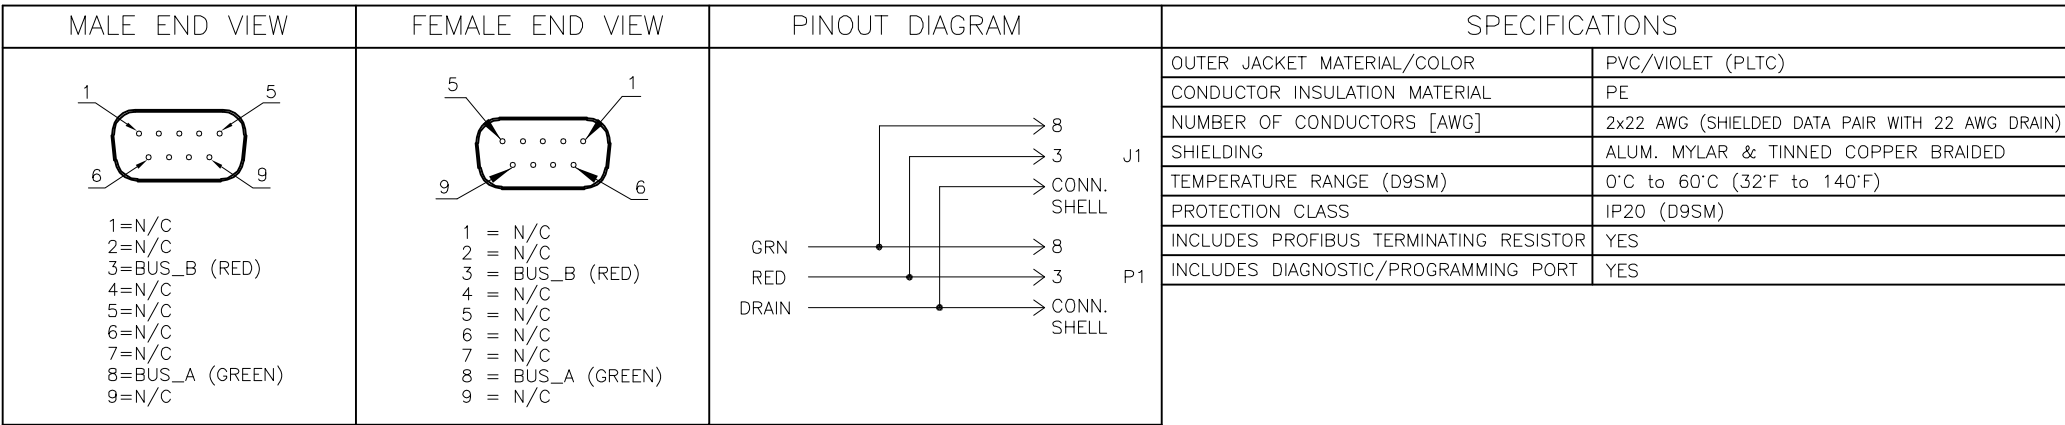 MALE END VIEW
1
5
6
9
1=N/C
2=N/C
3=BUS_B (RED)
4=N/C
5=N/C
6=N/C
7=N/C
8=BUS_A (GREEN)
9=N/C
FEMALE END VIEW
5
1
9
6
1 = N/C
2 = N/C
3 = BUS_B (RED)
4 = N/C
5 = N/C
6 = N/C
7 = N/C
8 = BUS_A (GREEN)
9 = N/C
PINOUT DIAGRAM
8
3 J1
CONN.
SHELL
GRN 8
RED 3 P1
DRAIN CONN.
SHELL
SPECIFICATIONS
OUTER JACKET MATERIAL/COLOR PVC/VIOLET (PLTC)
CONDUCTOR INSULATION MATERIAL PE
NUMBER OF CONDUCTORS [AWG] 2x22 AWG (SHIELDED DATA PAIR WITH 22 AWG DRAIN)
SHIELDING ALUM. MYLAR & TINNED COPPER BRAIDED
TEMPERATURE RANGE (D9SM) 0°C to 60°C (32°F to 140°F)
PROTECTION CLASS IP20 (D9SM)
INCLUDES PROFIBUS TERMINATING RESISTOR YES
INCLUDES DIAGNOSTIC/PROGRAMMING PORT YES